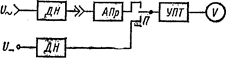 U~ ДН АПр П УПТ V
U= ДН